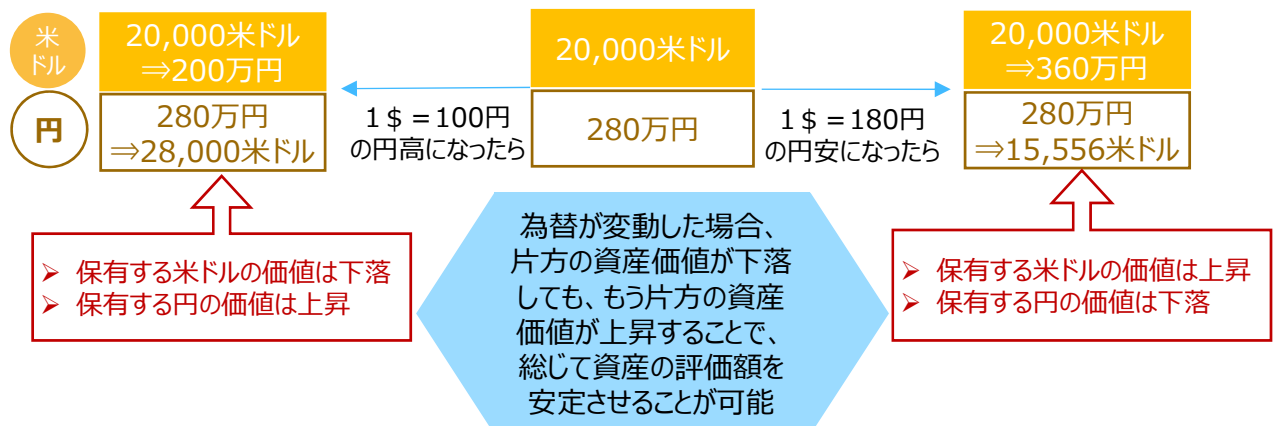 米
ドル
円
20,000米ドル
⇒200万円
280万円
⇒28,000米ドル
1＄＝100円
の円高になったら
20,000米ドル
280万円
1＄＝180円
の円安になったら
20,000米ドル
⇒360万円
280万円
⇒15,556米ドル
➢ 保有する米ドルの価値は下落
➢ 保有する円の価値は上昇
為替が変動した場合、
片方の資産価値が下落
しても、もう片方の資産
価値が上昇することで、
総じて資産の評価額を
安定させることが可能
➢ 保有する米ドルの価値は上昇
➢ 保有する円の価値は下落